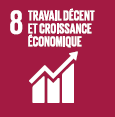 8 TRAVAIL DÉCENT
ET CROISSANCE
ÉCONOMIQUE